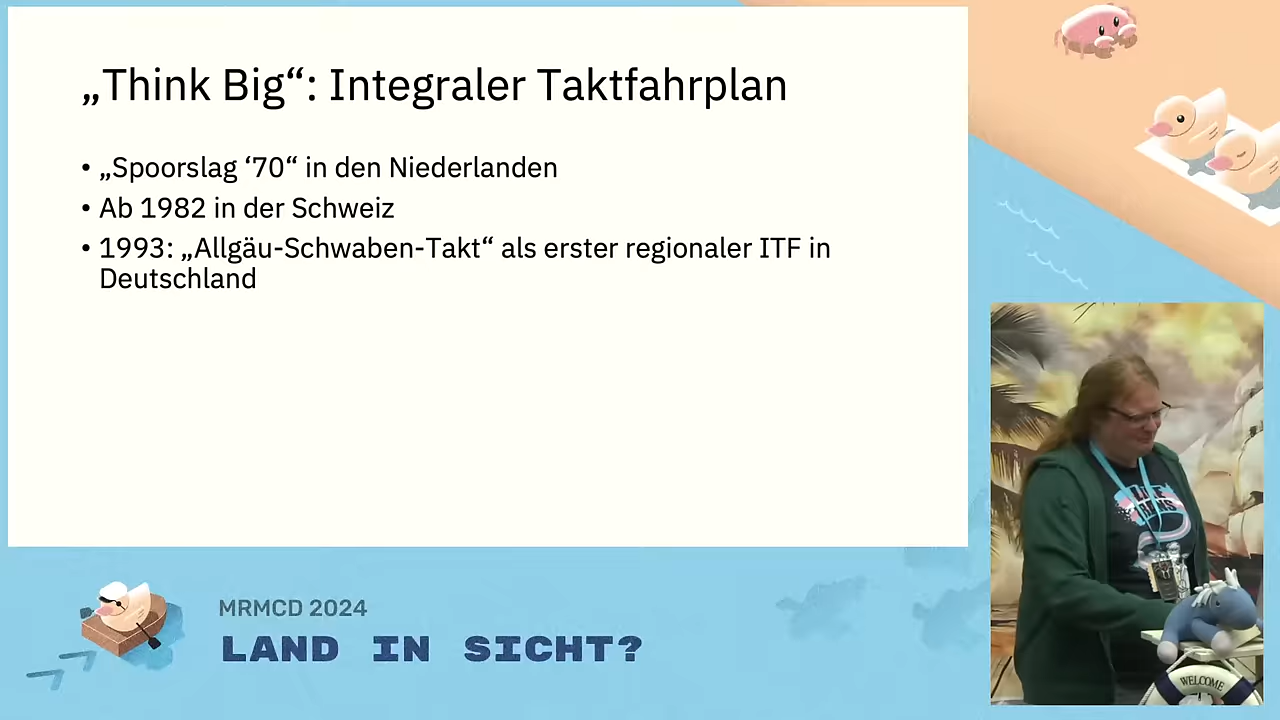 „Think Big“: Integraler Taktfahrplan
• „Spoorslag ‘70“ in den Niederlanden
• Ab 1982 in der Schweiz
• 1993: „Allgäu-Schwaben-Takt“ als erster regionaler ITF in
Deutschland
MRMCD 2024
LAND IN SICHT?
WELCOME